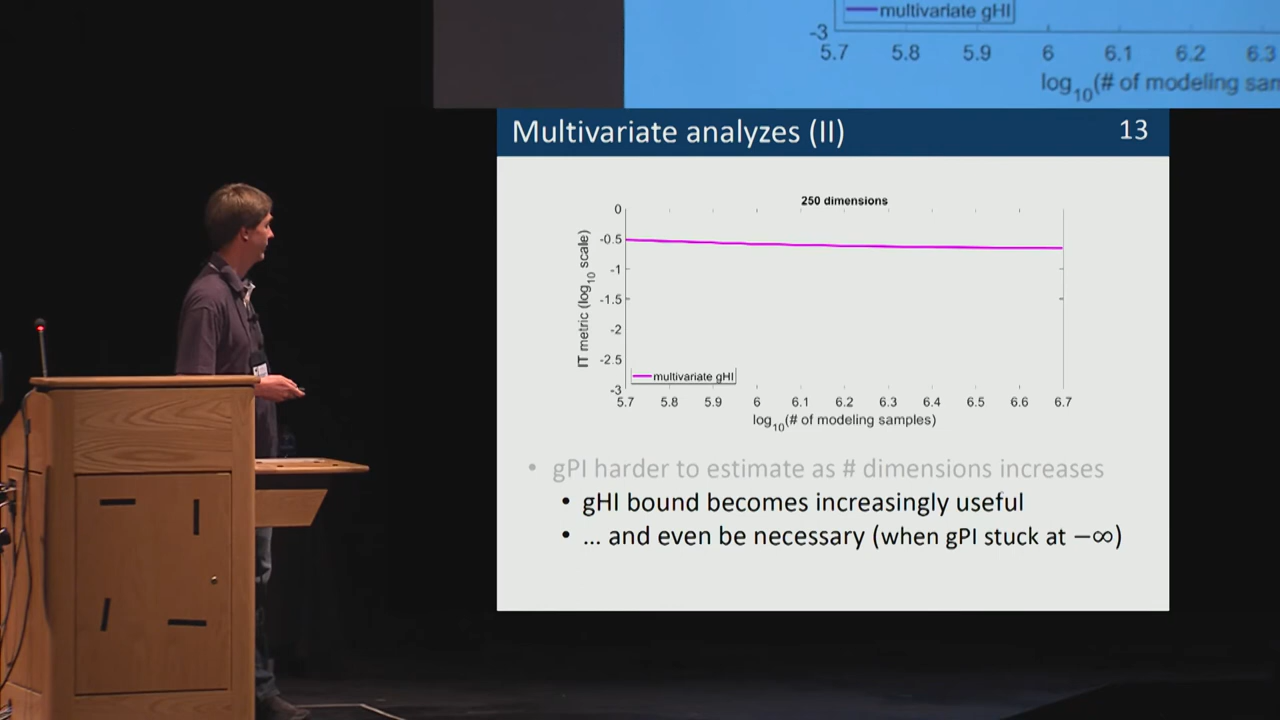 multivariate gHI
-3
5.7 5.8 5.9 6 6.1 6.2 6.3
log10(# of modeling
Multivariate analyzes (II) 13
250 dimensions
IT metric (log10 scale)
0
-0.5
-1
-1.5
-2
-2.5
-3
multivariate gHI
5.7 5.8 5.9 6 6.1 6.2 6.3 6.4 6.5 6.6 6.7
log10(# of modeling samples)
• gPI harder to estimate as # dimensions increases
• gHI bound becomes increasingly useful
• ... and even be necessary (when gPI stuck at −∞)